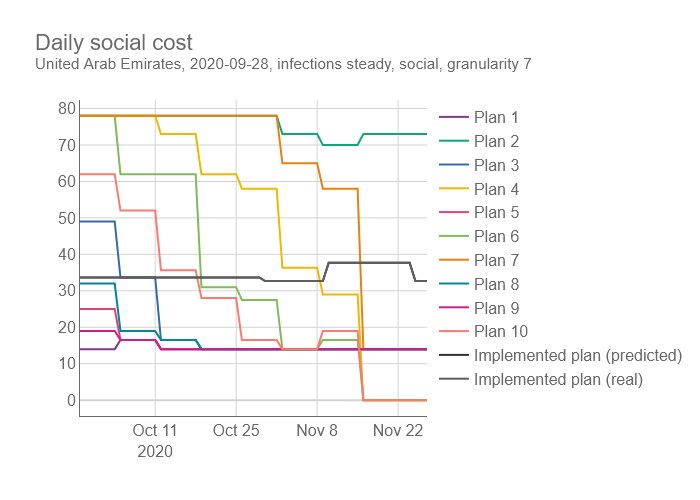 Daily social cost
United Arab Emirates, 2020-09-28, infections steady, social, granularity 7
80
70
60
50
40
30
20
10
0
Oct 11
2020
Oct 25
Nov 8
Nov 22
Plan 1
Plan 2
Plan 3
Plan 4
Plan 5
Plan 6
Plan 7
Plan 8
Plan 9
Plan 10
Implemented plan (predicted)
Implemented plan (real)